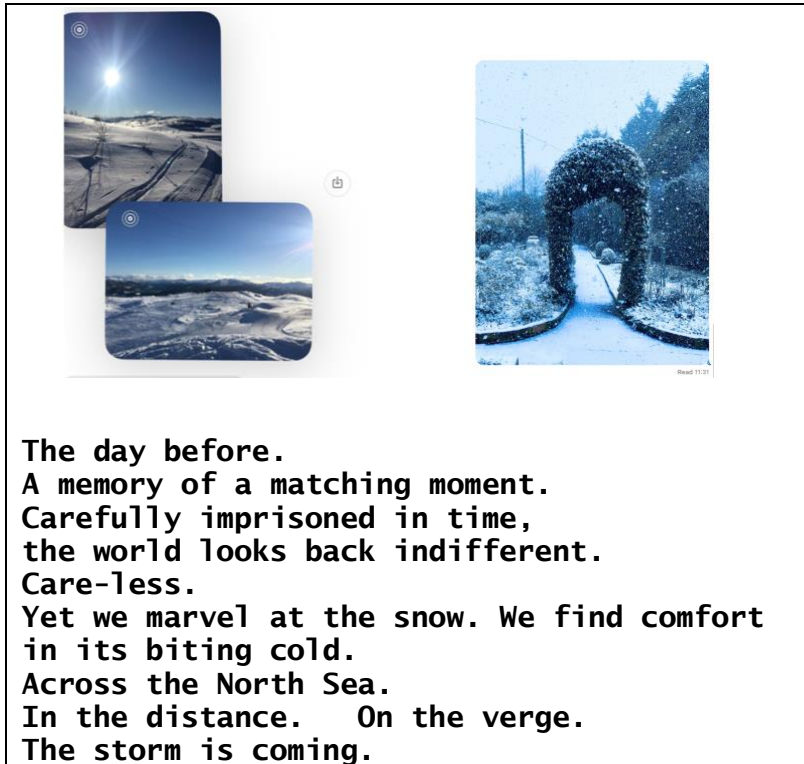 Read 11:31
The day before.
A memory of a matching moment.
Carefully imprisoned in time,
the world looks back indifferent.
Care-less.
Yet we marvel at the snow. We find comfort
in its biting cold.
Across the North Sea.
In the distance.   On the verge.
The storm is coming.